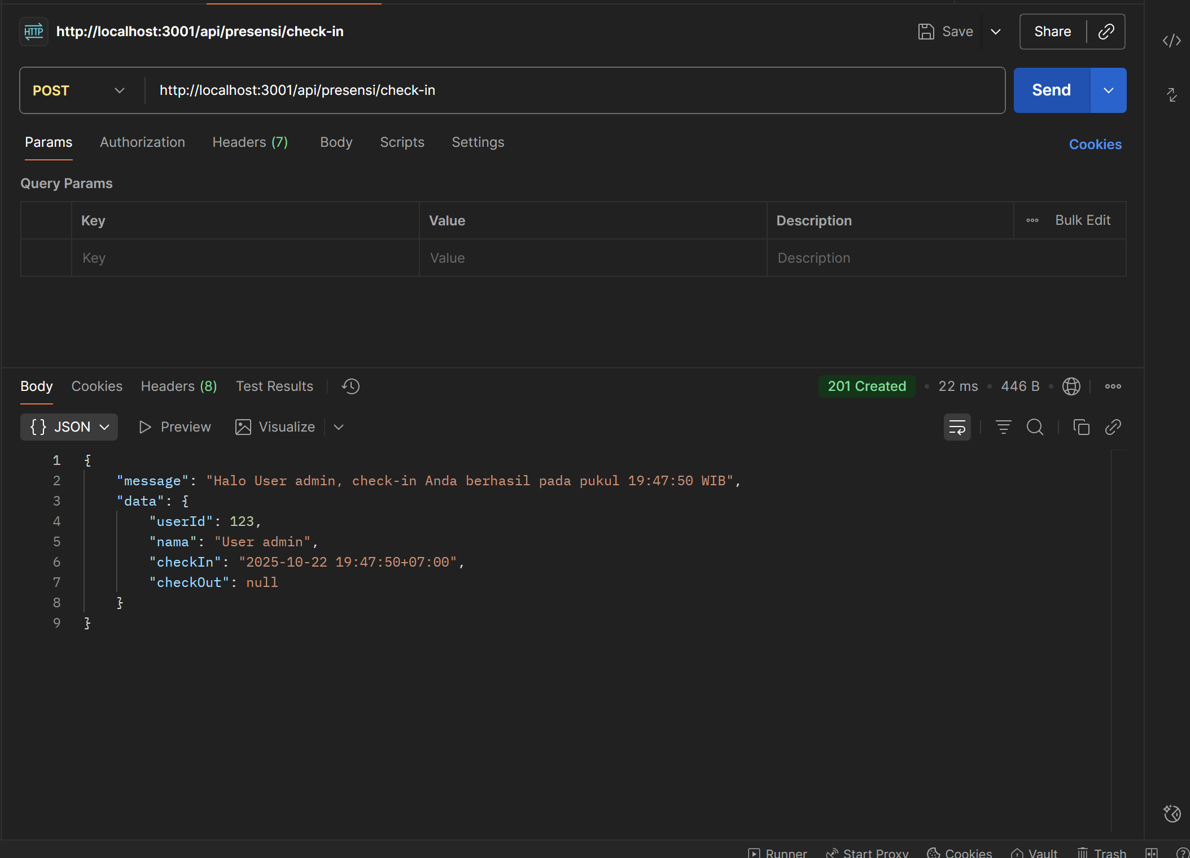 HTTP http://localhost:3001/api/presensi/check-in Save Share
POST http://localhost:3001/api/presensi/check-in Send
Params Authorization Headers (7) Body Scripts Settings Cookies
Query Params
Key Value Description Bulk Edit
Key Value Description
Body Cookies Headers (8) Test Results 201 Created 22 ms 446 B
{} JSON Preview Visualize
1 {
2 "message": "Halo User admin, check-in Anda berhasil pada pukul 19:47:50 WIB",
3 "data": {
4 "userId": 123,
5 "nama": "User admin",
6 "checkIn": "2025-10-22 19:47:50+07:00",
7 "checkOut": null
8 }
9 }
Runner Start Proxy Cookies Vault Trash